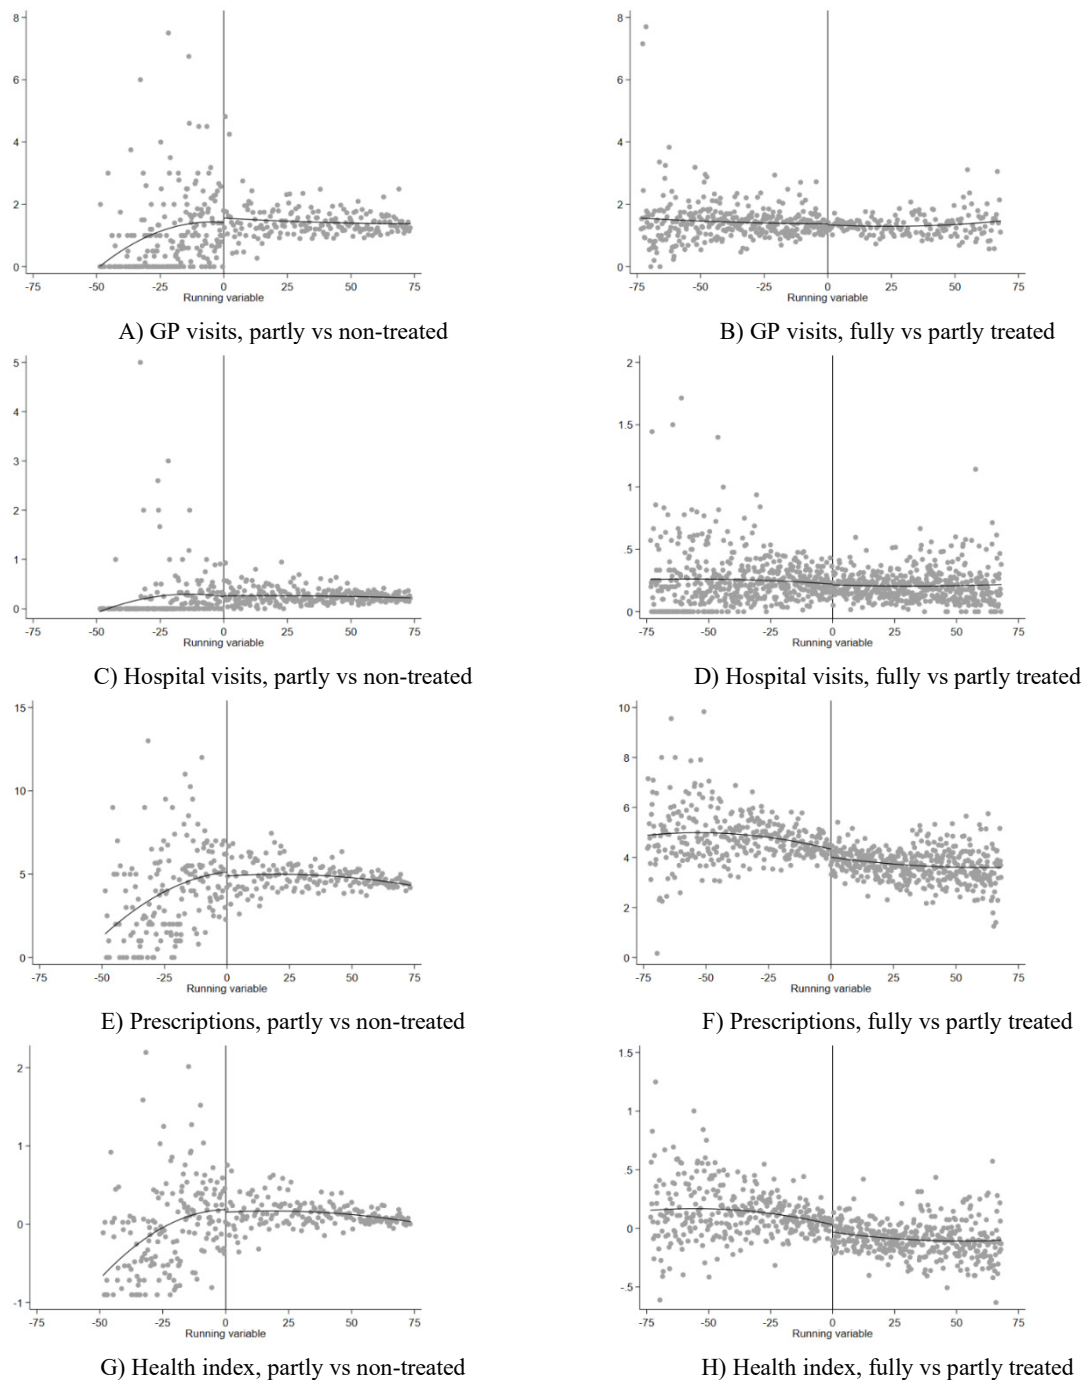 8
6
4
2
0
-75 -50 -25 0 25 50 75
Running variable
A) GP visits, partly vs non-treated
8
6
4
2
0
-75 -50 -25 0 25 50 75
Running variable
B) GP visits, fully vs partly treated
5
4
3
2
1
0
-75 -50 -25 0 25 50 75
Running variable
C) Hospital visits, partly vs non-treated
2
1.5
1
.5
0
-75 -50 -25 0 25 50 75
Running variable
D) Hospital visits, fully vs partly treated
15
10
5
0
-75 -50 -25 0 25 50 75
Running variable
E) Prescriptions, partly vs non-treated
10
8
6
4
2
0
-75 -50 -25 0 25 50 75
Running variable
F) Prescriptions, fully vs partly treated
2
1
0
-1
-75 -50 -25 0 25 50 75
Running variable
G) Health index, partly vs non-treated
1.5
1
.5
0
-.5
-75 -50 -25 0 25 50 75
Running variable
H) Health index, fully vs partly treated